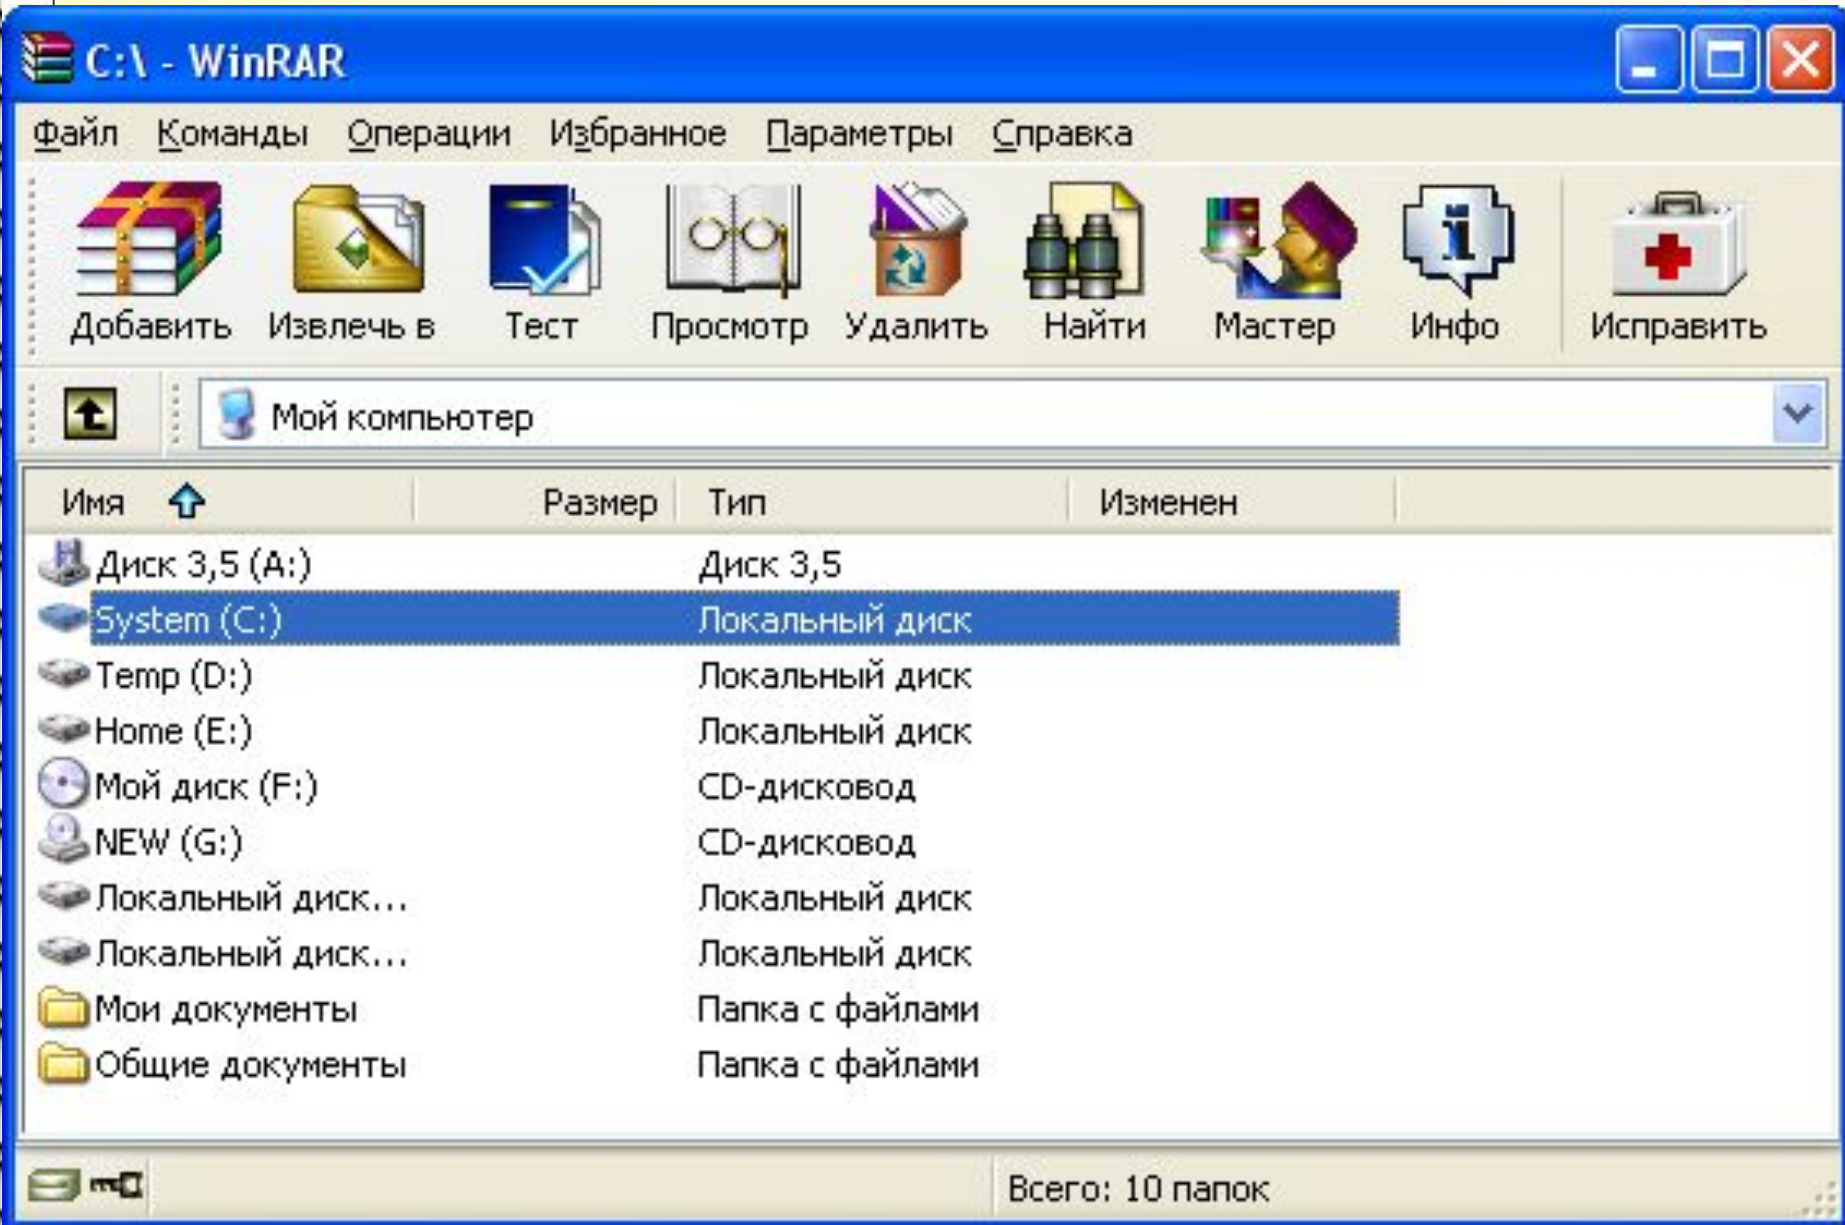 C:\ - WinRAR
Файл Команды Операции Избранное Параметры Справка
Добавить Извлечь в Тест Просмотр Удалить Найти Мастер Инфо Исправить
Мой компьютер
Имя Размер Тип Изменен
Диск 3,5 (A:) Диск 3,5
System (C:) Локальный диск
Temp (D:) Локальный диск
Home (E:) Локальный диск
Мой диск (F:) CD-дисковод
NEW (G:) CD-дисковод
Локальный диск... Локальный диск
Локальный диск... Локальный диск
Мои документы Папка с файлами
Общие документы Папка с файлами
Всего: 10 папок